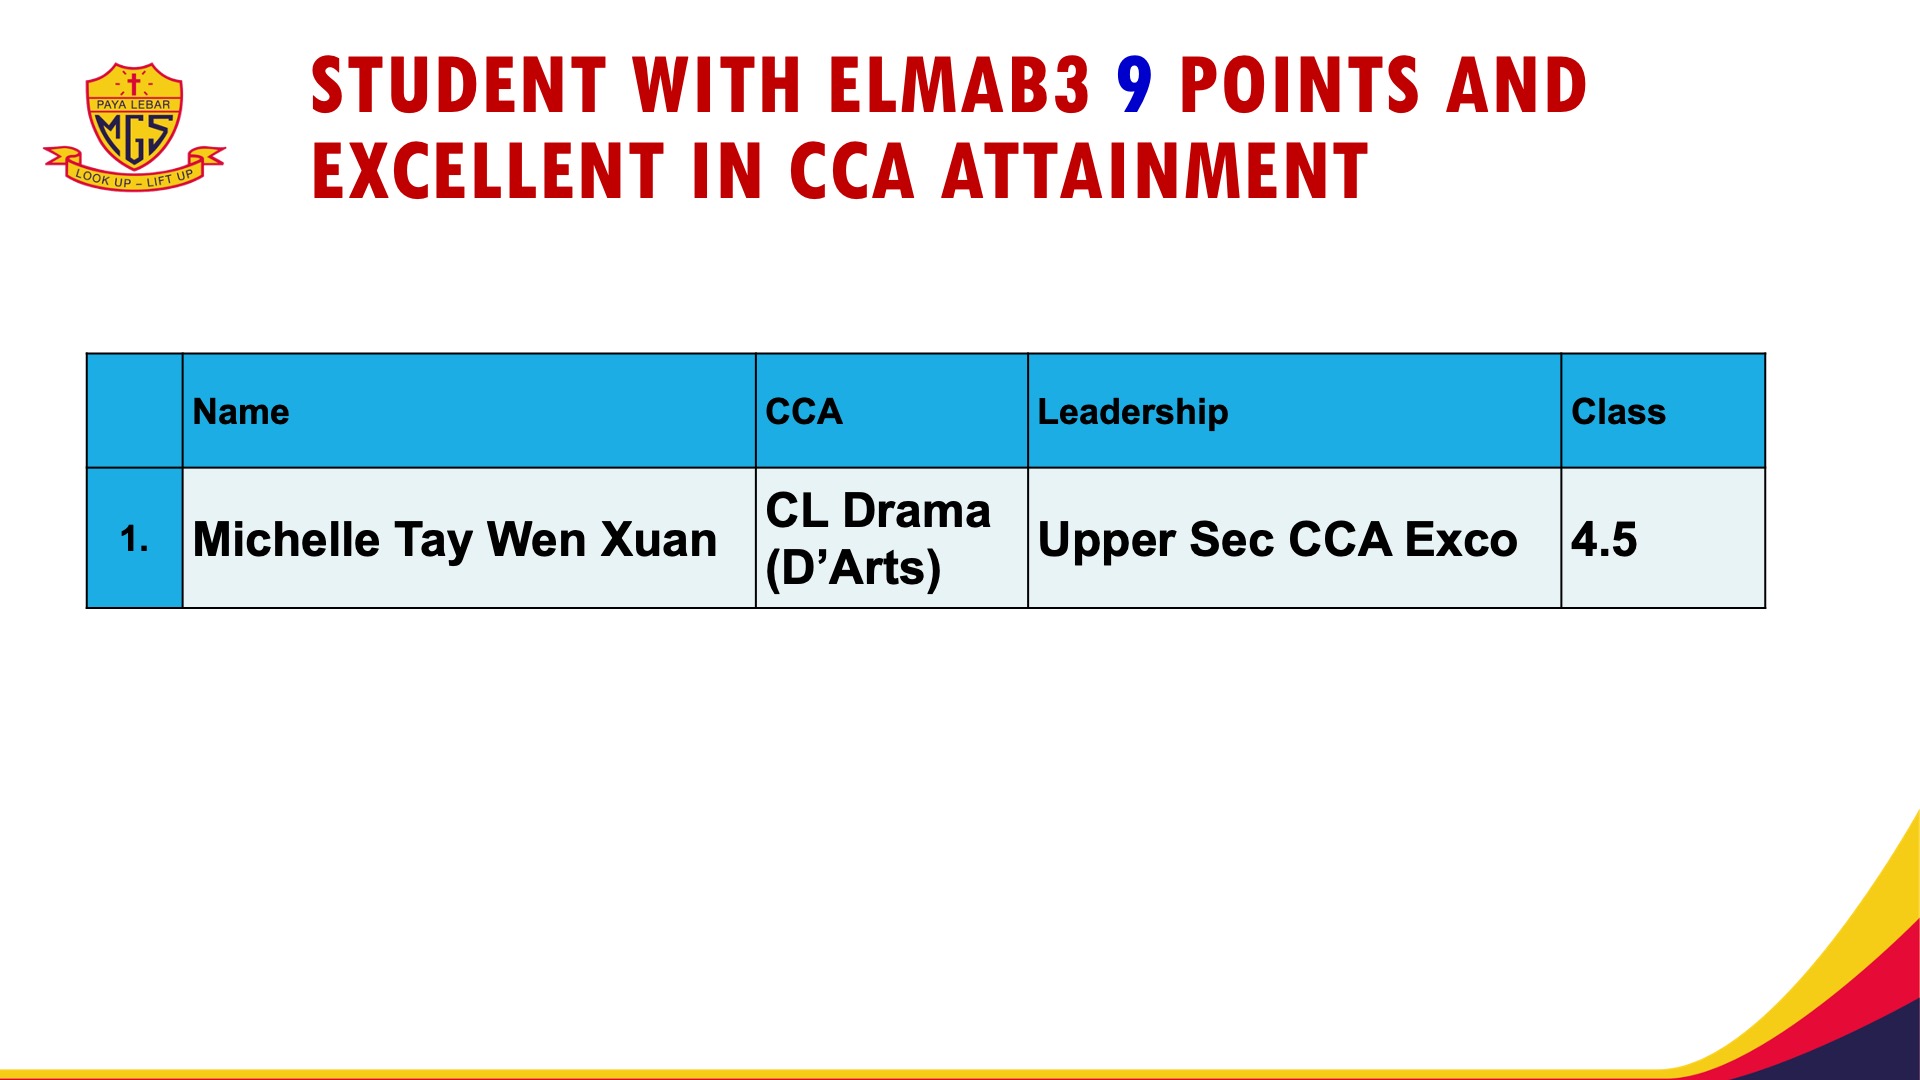 PAYA LEBAR
MGS
LOOK UP – LIFT UP
STUDENT WITH ELMAB3 9 POINTS AND
EXCELLENT IN CCA ATTAINMENT
Name CCA Leadership Class
1. Michelle Tay Wen Xuan CL Drama (D’Arts) Upper Sec CCA Exco 4.5